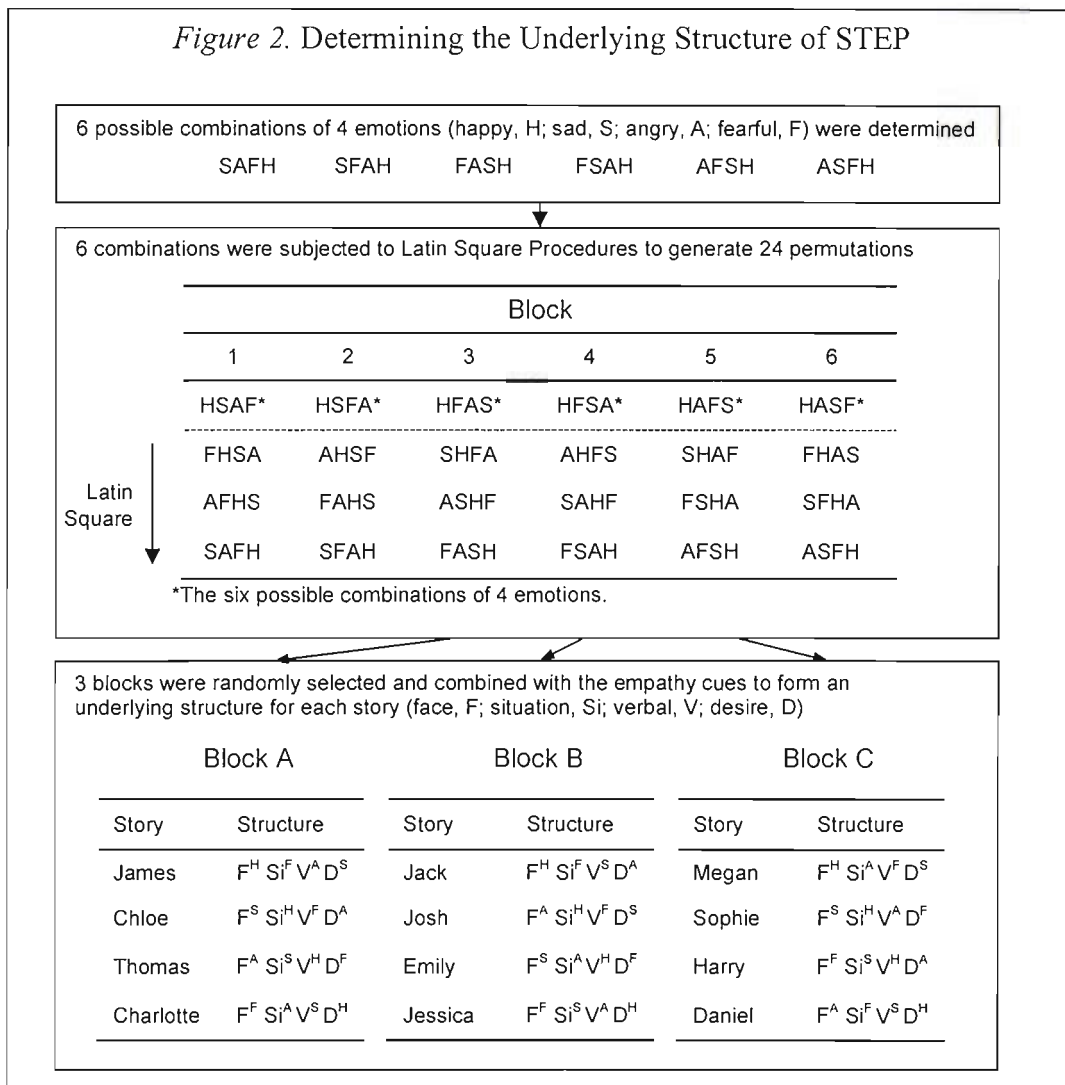 Figure 2. Determining the Underlying Structure of STEP
6 possible combinations of 4 emotions (happy, H; sad, S; angry, A; fearful, F) were determined
SAFH SFAH FASH FSAH AFSH ASFH
6 combinations were subjected to Latin Square Procedures to generate 24 permutations
Block
1 2 3 4 5 6
HSAF* HSFA* HFAS* HFSA* HAFS* HASF*
FHSA AHSF SHFA AHFS SHAF FHAS
Latin
Square
AFHS FAHS ASHF SAHF FSHA SFHA
SAFH SFAH FASH FSAH AFSH ASFH
*The six possible combinations of 4 emotions.
3 blocks were randomly selected and combined with the empathy cues to form an
underlying structure for each story (face, F; situation, Si; verbal, V; desire, D)
Block A Block B Block C
Story Structure Story Structure Story Structure
James F^H Si^F V^A D^S Jack F^H Si^F V^S D^A Megan F^H Si^A V^F D^S
Chloe F^S Si^H V^F D^A Josh F^A Si^H V^F D^S Sophie F^S Si^H V^A D^F
Thomas F^A Si^S V^H D^F Emily F^S Si^A V^H D^F Harry F^F Si^S V^H D^A
Charlotte F^F Si^A V^S D^H Jessica F^F Si^S V^A D^H Daniel F^A Si^F V^S D^H